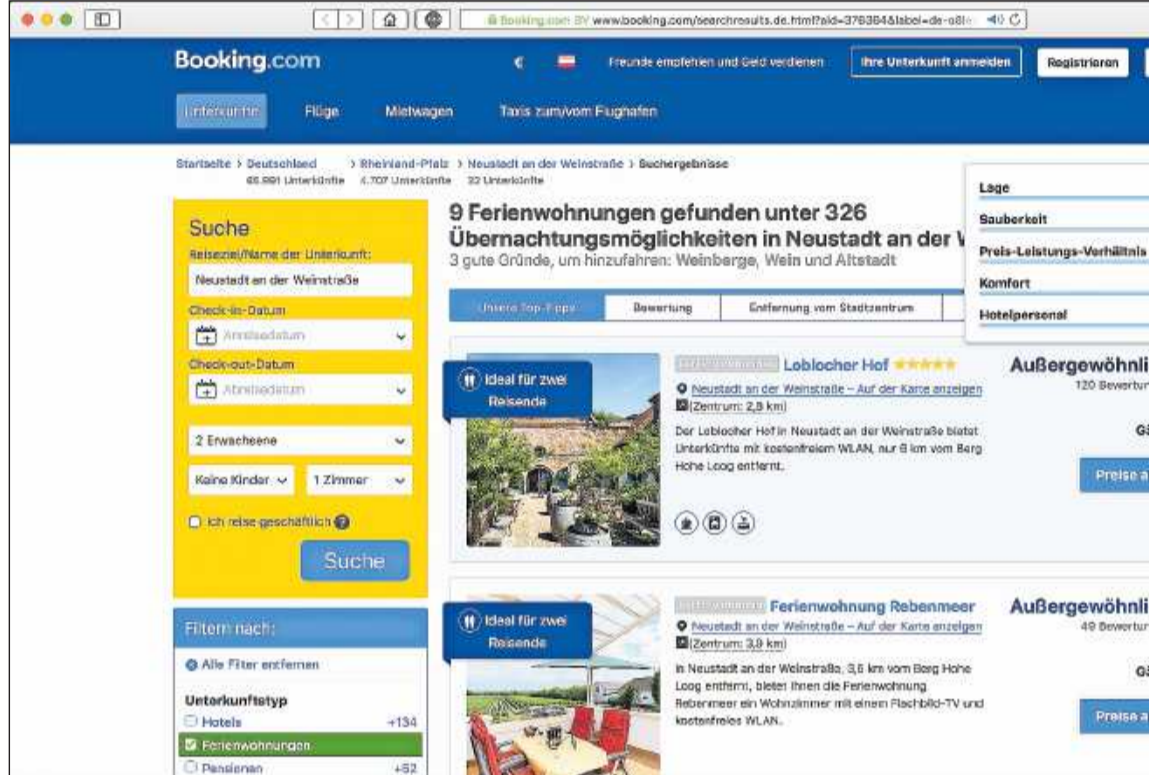 Booking.com BV www.booking.com/searchresults.de.html?aid=376364&label=de
Booking.com
€
Freunde empfehlen und Geld verdienen
Ihre Unterkunft anmelden
Registrieren
Unterkünfte
Flüge
Mietwagen
Taxis zum/vom Flughafen
Startseite > Deutschland > Rheinland-Pfalz > Neustadt an der Weinstraße > Suchergebnisse
Unterkünfte 4.707 Unterkünfte 32 Unterkünfte
Suche
Reiseziel/Name der Unterkunft:
Neustadt an der Weinstraße
Check-in-Datum
Anreisedatum
Check-out-Datum
Abreisedatum
2 Erwachsene
Keine Kinder
1 Zimmer
Ich reise geschäftlich ?
Suche
Filtern nach:
Alle Filter entfernen
Unterkunftstyp
Hotels +134
Ferienwohnungen
Pensionen +52
9 Ferienwohnungen gefunden unter 326
Übernachtungsmöglichkeiten in Neustadt an der W
3 gute Gründe, um hinzufahren: Weinberge, Wein und Altstadt
Unsere Top-Tipps
Bewertung
Entfernung vom Stadtzentrum
Lage
Sauberkeit
Preis-Leistungs-Verhältnis
Komfort
Hotelpersonal
Ideal für zwei
Reisende
Loblocher Hof
Neustadt an der Weinstraße – Auf der Karte anzeigen
(Zentrum: 2,8 km)
Der Loblocher Hof in Neustadt an der Weinstraße bietet
Unterkünfte mit kostenfreiem WLAN, nur 6 km vom Berg
Hohe Loog entfernt.
Außergewöhnli
120 Bewertur
Gä
Preise a
Ideal für zwei
Reisende
Ferienwohnung Rebenmeer
Neustadt an der Weinstraße – Auf der Karte anzeigen
(Zentrum: 3,9 km)
In Neustadt an der Weinstraße, 3,6 km vom Berg Hohe
Loog entfernt, bietet Ihnen die Ferienwohnung
Rebenmeer ein Wohnzimmer mit einem Flachbild-TV und
kostenfreies WLAN.
Außergewöhnli
49 Bewertur
Gä
Preise a